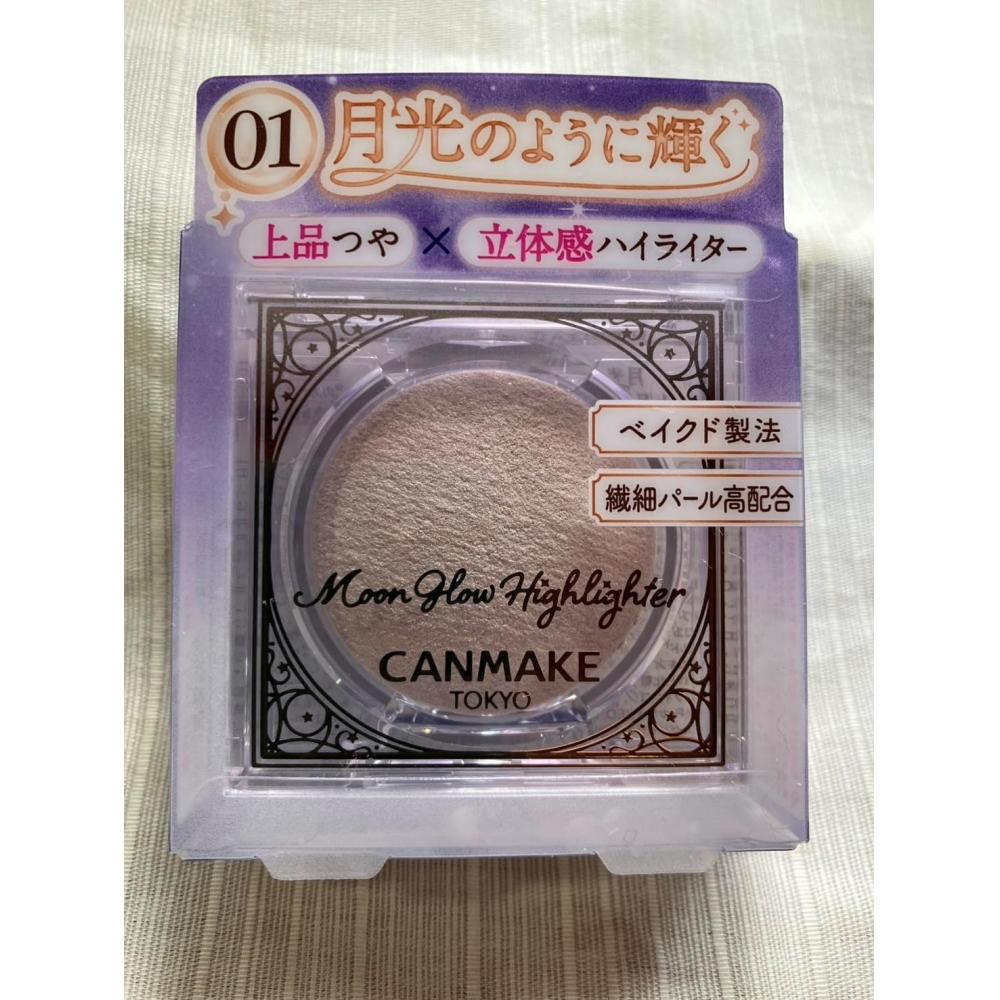 01
月光のように輝く
上品つや × 立体感ハイライター
ベイクド製法
繊細パール高配合
Moon Glow Highlighter
CANMAKE
TOKYO